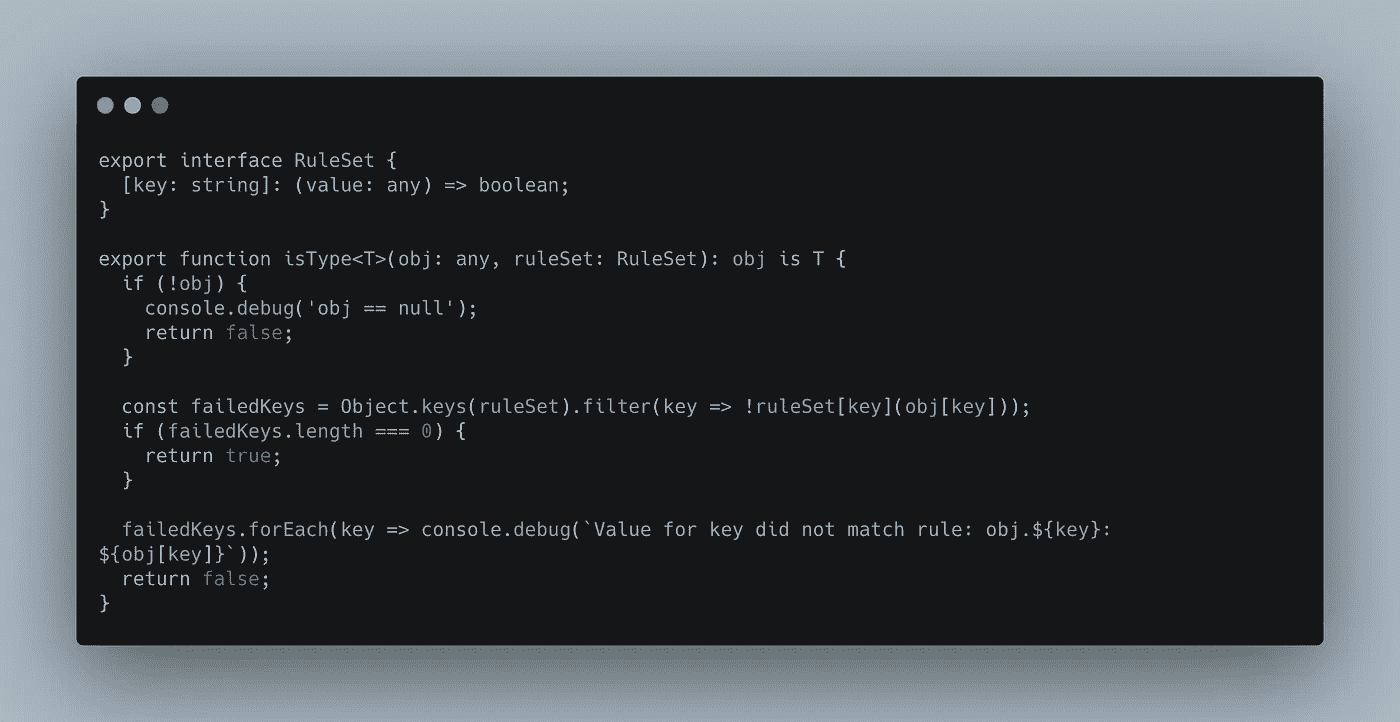 export interface RuleSet {
  [key: string]: (value: any) => boolean;
}

export function isType<T>(obj: any, ruleSet: RuleSet): obj is T {
  if (!obj) {
    console.debug('obj == null');
    return false;
  }

  const failedKeys = Object.keys(ruleSet).filter(key => !ruleSet[key](obj[key]));
  if (failedKeys.length === 0) {
    return true;
  }

  failedKeys.forEach(key => console.debug(`Value for key did not match rule: obj.${key}:
${obj[key]}`));
  return false;
}